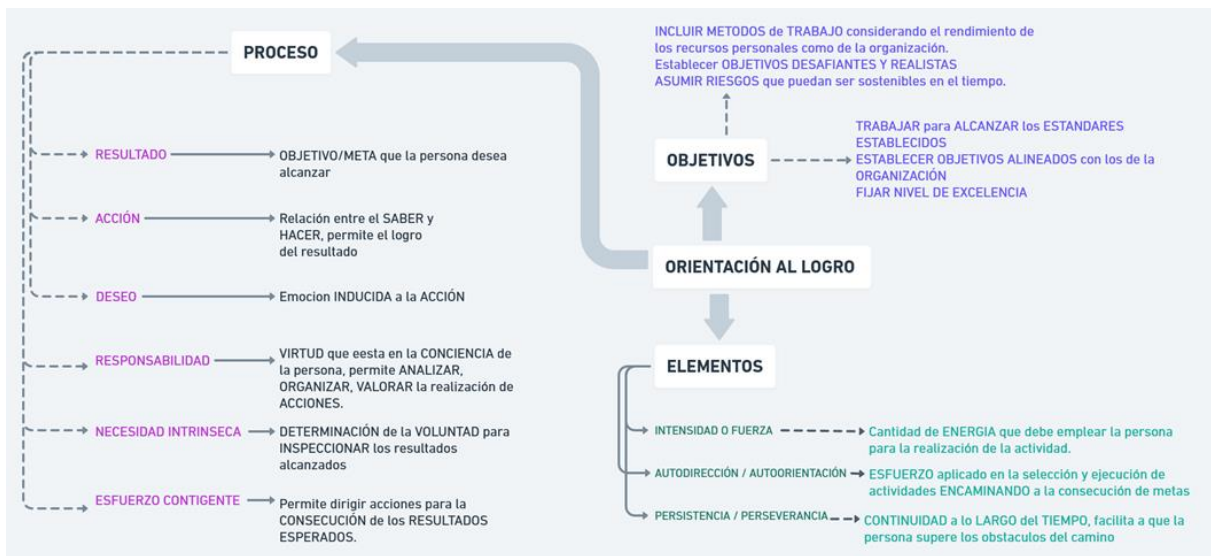 PROCESO
RESULTADO
OBJETIVO/META que la persona desea
alcanzar
ACCIÓN
Relación entre el SABER y
HACER, permite el logro
del resultado
DESEO
Emocion INDUCIDA a la ACCIÓN
RESPONSABILIDAD
VIRTUD que eesta en la CONCIENCIA de
la persona, permite ANALIZAR,
ORGANIZAR, VALORAR la realización de
ACCIONES.
NECESIDAD INTRINSECA
DETERMINACIÓN de la VOLUNTAD para
INSPECCIONAR los resultados
alcanzados
ESFUERZO CONTIGENTE
Permite dirigir acciones para la
CONSECUCIÓN de los RESULTADOS
ESPERADOS.
INCLUIR METODOS de TRABAJO considerando el rendimiento de
los recursos personales como de la organización.
Establecer OBJETIVOS DESAFIANTES Y REALISTAS
ASUMIR RIESGOS que puedan ser sostenibles en el tiempo.
OBJETIVOS
TRABAJAR para ALCANZAR los ESTANDARES
ESTABLECIDOS
ESTABLECER OBJETIVOS ALINEADOS con los de la
ORGANIZACIÓN
FIJAR NIVEL DE EXCELENCIA
ORIENTACIÓN AL LOGRO
ELEMENTOS
INTENSIDAD O FUERZA
Cantidad de ENERGIA que debe emplear la persona
para la realización de la actividad.
AUTODIRECCIÓN / AUTOORIENTACIÓN
ESFUERZO aplicado en la selección y ejecución de
actividades ENCAMINANDO a la consecución de metas
PERSISTENCIA / PERSEVERANCIA
CONTINUIDAD a lo LARGO del TIEMPO, facilita a que la
persona supere los obstaculos del camino